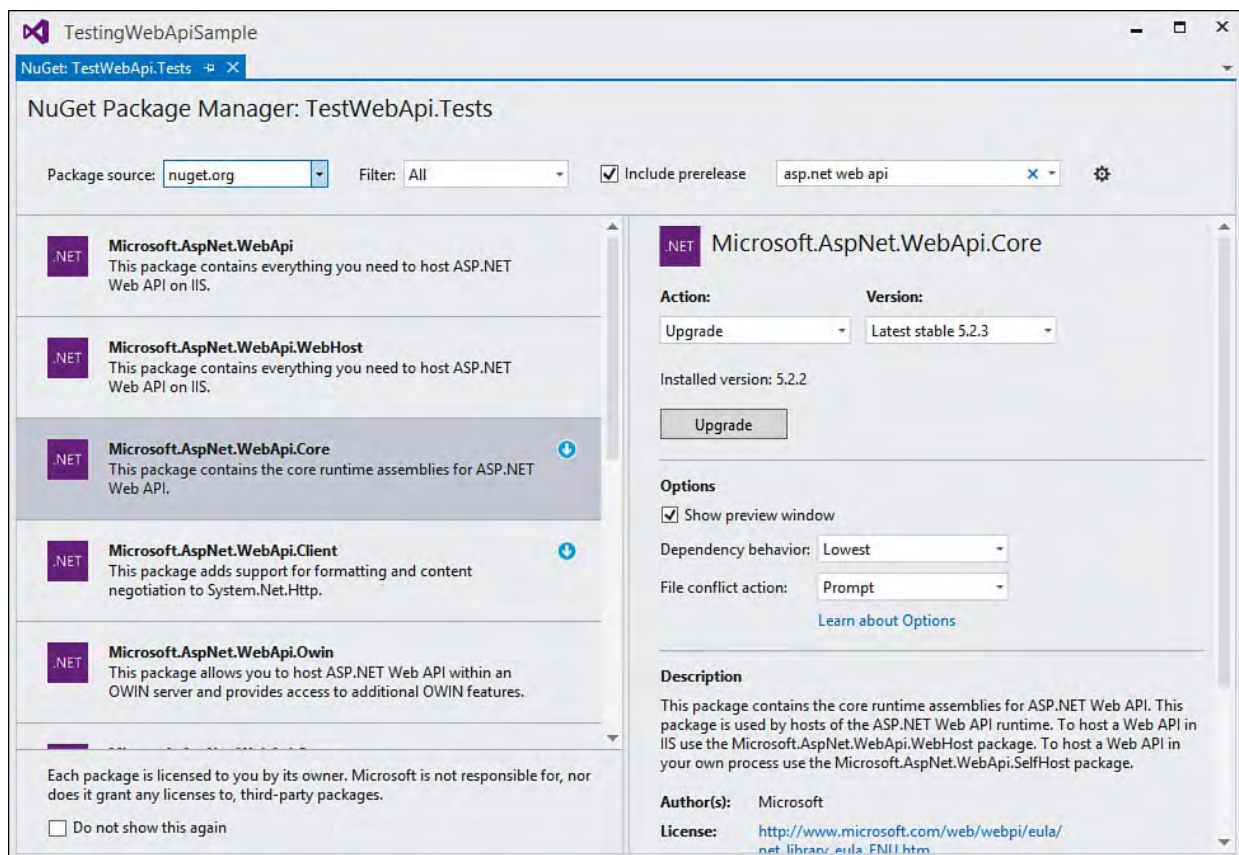 TestingWebApiSample
NuGet: TestWebApi.Tests
NuGet Package Manager: TestWebApi.Tests
Package source: nuget.org Filter: All Include prerelease asp.net web api
.NET
Microsoft.AspNet.WebApi
This package contains everything you need to host ASP.NET
Web API on IIS.
.NET
Microsoft.AspNet.WebApi.WebHost
This package contains everything you need to host ASP.NET
Web API on IIS.
.NET
Microsoft.AspNet.WebApi.Core
This package contains the core runtime assemblies for ASP.NET
Web API.
.NET
Microsoft.AspNet.WebApi.Client
This package adds support for formatting and content
negotiation to System.Net.Http.
.NET
Microsoft.AspNet.WebApi.Owin
This package allows you to host ASP.NET Web API within an
OWIN server and provides access to additional OWIN features.
Each package is licensed to you by its owner. Microsoft is not responsible for, nor
does it grant any licenses to, third-party packages.
Do not show this again
.NET Microsoft.AspNet.WebApi.Core
Action: Version:
Upgrade Latest stable 5.2.3
Installed version: 5.2.2
Upgrade
Options
Show preview window
Dependency behavior: Lowest
File conflict action: Prompt
Learn about Options
Description
This package contains the core runtime assemblies for ASP.NET Web API. This
package is used by hosts of the ASP.NET Web API runtime. To host a Web API in
IIS use the Microsoft.AspNet.WebApi.WebHost package. To host a Web API in
your own process use the Microsoft.AspNet.WebApi.SelfHost package.
Author(s): Microsoft
License: http://www.microsoft.com/web/webpi/eula/
net_library_eula_ENU.htm